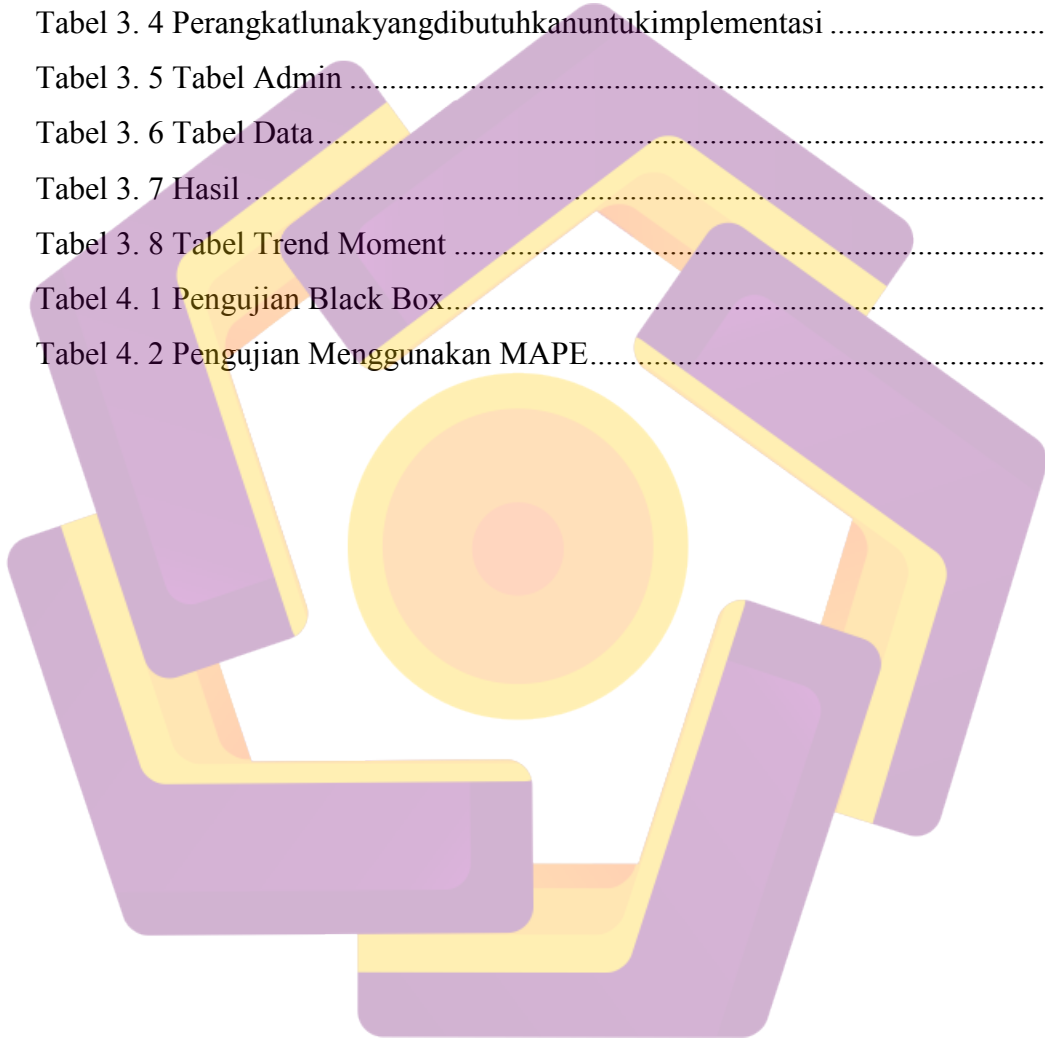 Tabel 3. 4 Perangkatlunakyangdibutuhkanuntukimplementasi ........................
Tabel 3. 5 Tabel Admin ...................................................................................
Tabel 3. 6 Tabel Data .......................................................................................
Tabel 3. 7 Hasil ................................................................................................
Tabel 3. 8 Tabel Trend Moment ......................................................................
Tabel 4. 1 Pengujian Black Box.......................................................................
Tabel 4. 2 Pengujian Menggunakan MAPE.....................................................